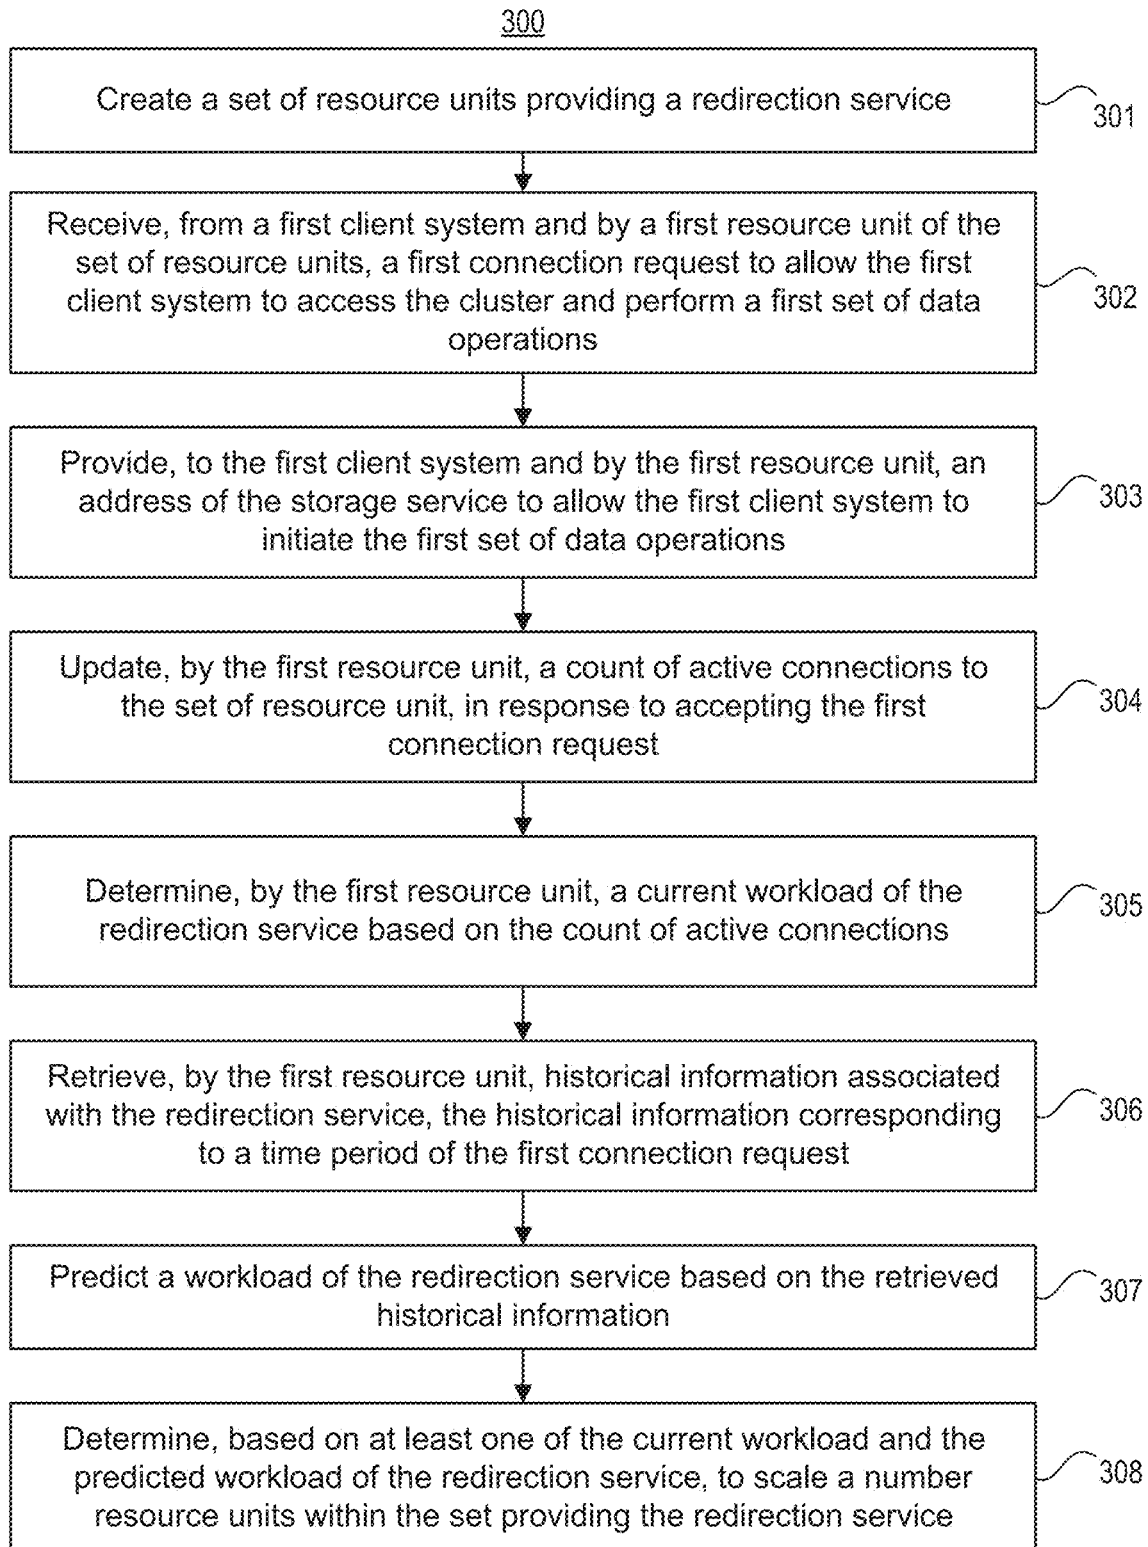 300
Create a set of resource units providing a redirection service
301
Receive, from a first client system and by a first resource unit of the
set of resource units, a first connection request to allow the first
client system to access the cluster and perform a first set of data
operations
302
Provide, to the first client system and by the first resource unit, an
address of the storage service to allow the first client system to
initiate the first set of data operations
303
Update, by the first resource unit, a count of active connections to
the set of resource unit, in response to accepting the first
connection request
304
Determine, by the first resource unit, a current workload of the
redirection service based on the count of active connections
305
Retrieve, by the first resource unit, historical information associated
with the redirection service, the historical information corresponding
to a time period of the first connection request
306
Predict a workload of the redirection service based on the retrieved
historical information
307
Determine, based on at least one of the current workload and the
predicted workload of the redirection service, to scale a number
resource units within the set providing the redirection service
308